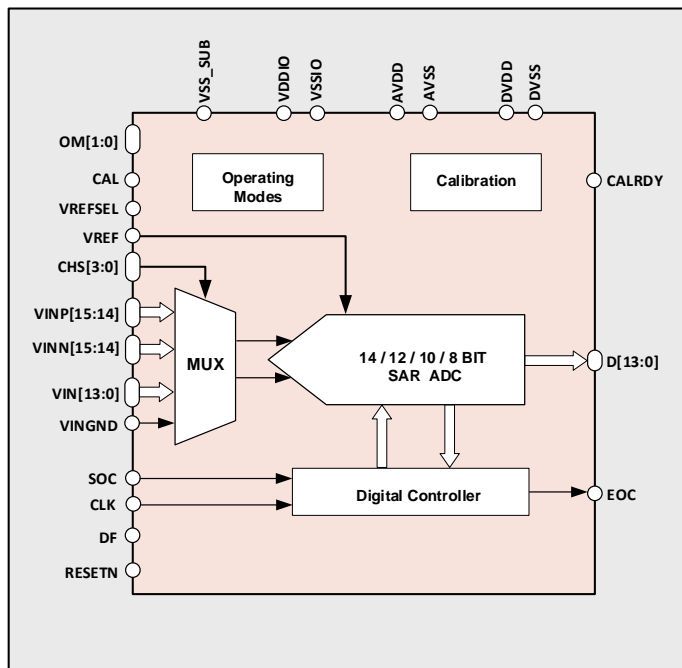 VSS_SUB
VDDIO
VSSIO
AVDD
AVSS
DVDD
DVSS
OM[1:0]
CAL
VREFSEL
VREF
CHS[3:0]
VINP[15:14]
VINN[15:14]
VIN[13:0]
VINGND
SOC
CLK
DF
RESETN
Operating
Modes
Calibration
MUX
14 / 12 / 10 / 8 BIT
SAR ADC
Digital Controller
CALRDY
D[13:0]
EOC